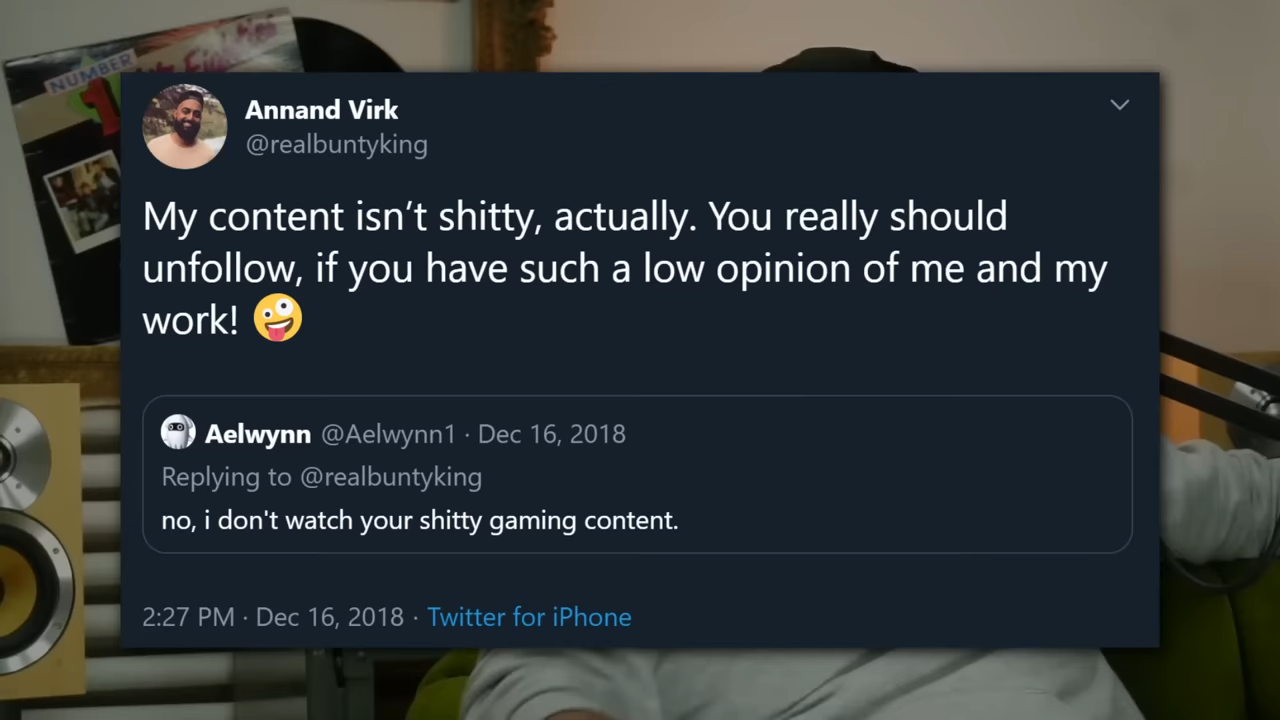 NUMBER
1
Annand Virk
@realbuntyking
My content isn’t shitty, actually. You really should
unfollow, if you have such a low opinion of me and my
work! 🤪
Aelwynn @Aelwynn1 · Dec 16, 2018
Replying to @realbuntyking
no, i don't watch your shitty gaming content.
2:27 PM · Dec 16, 2018 · Twitter for iPhone